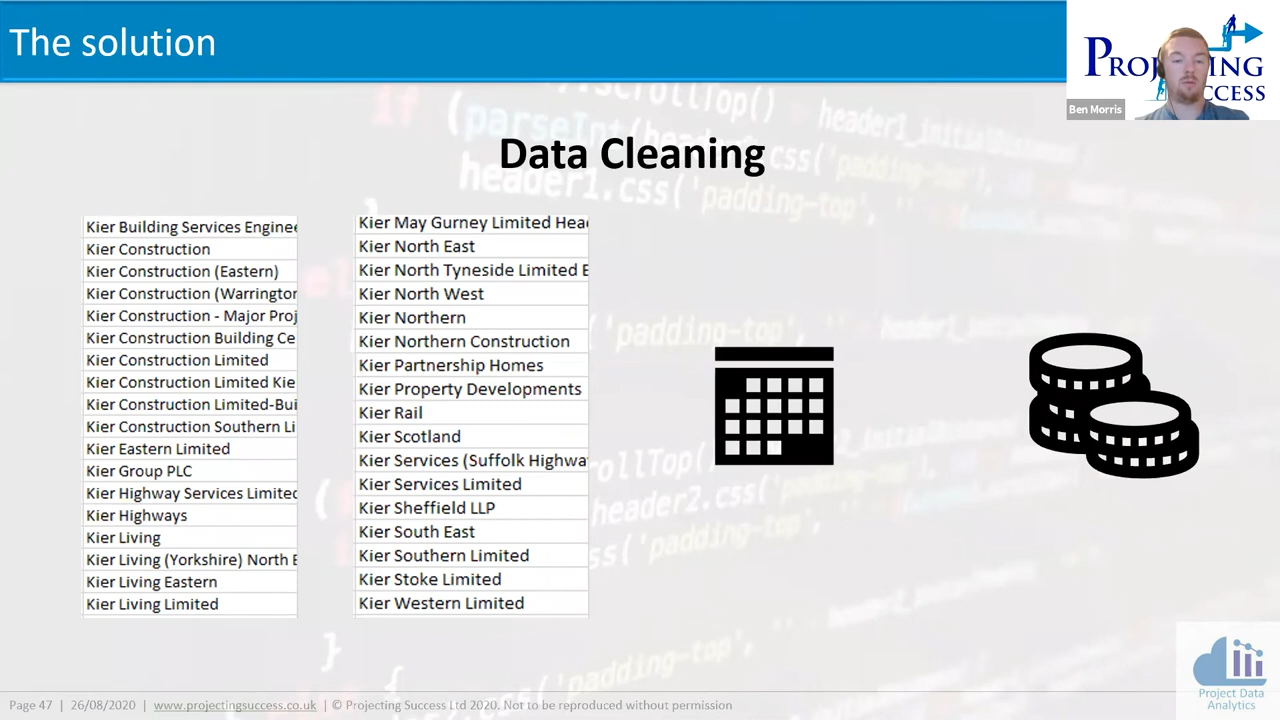 The solution
PROJECTING
SUCCESS
Ben Morris
Data Cleaning
Kier Building Services Enginee
Kier Construction
Kier Construction (Eastern)
Kier Construction (Warrington
Kier Construction - Major Proj
Kier Construction Building Ce
Kier Construction Limited
Kier Construction Limited Kie
Kier Construction Limited-Bui
Kier Construction Southern Li
Kier Eastern Limited
Kier Group PLC
Kier Highway Services Limited
Kier Highways
Kier Living
Kier Living (Yorkshire) North E
Kier Living Eastern
Kier Living Limited
Kier May Gurney Limited Head
Kier North East
Kier North Tyneside Limited E
Kier North West
Kier Northern
Kier Northern Construction
Kier Partnership Homes
Kier Property Developments
Kier Rail
Kier Scotland
Kier Services (Suffolk Highwa
Kier Services Limited
Kier Sheffield LLP
Kier South East
Kier Southern Limited
Kier Stoke Limited
Kier Western Limited
Project Data
Analytics
Page 47 | 26/08/2020 | www.projectingsuccess.co.uk | © Projecting Success Ltd 2020. Not to be reproduced without permission